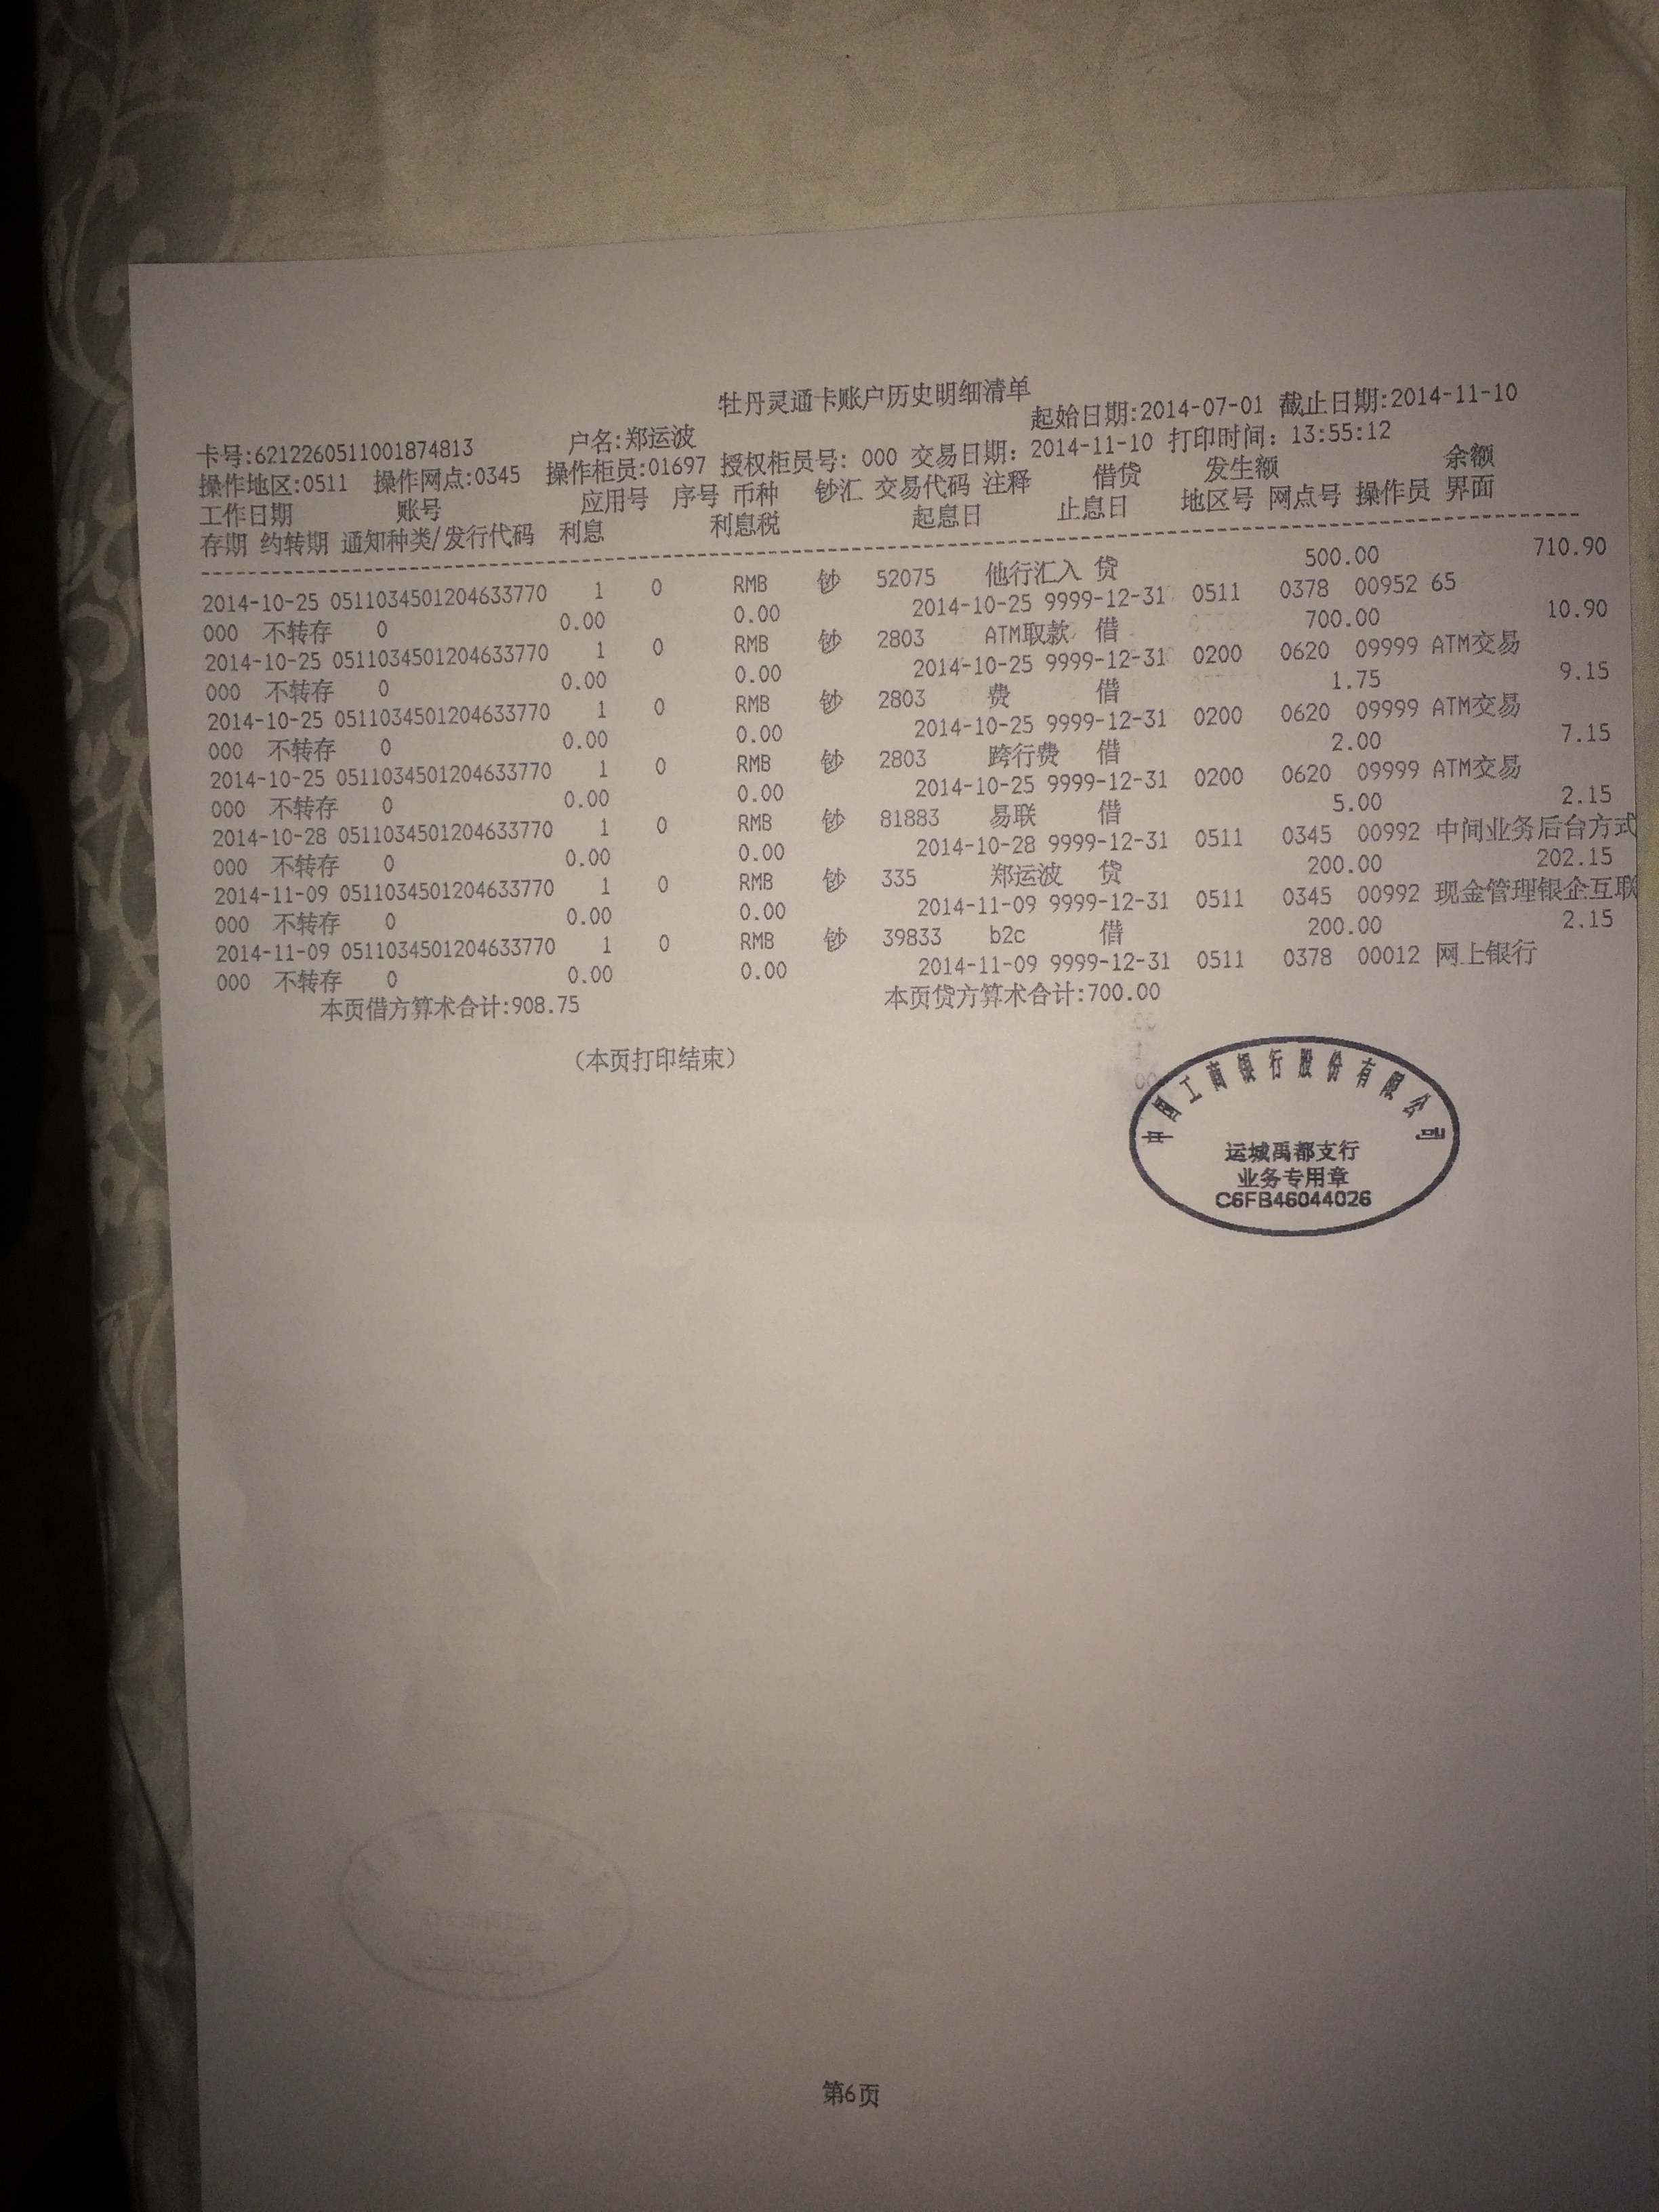 牡丹灵通卡账户历史明细清单
起始日期:2014-07-01 截止日期:2014-11-10
卡号:6212260511001874813 户名:郑运波
操作地区:0511 操作网点:0345 操作柜员:01697 授权柜员号: 000 交易日期: 2014-11-10 打印时间: 13:55:12
工作日期 账号 应用号 序号 币种 钞汇 交易代码 注释 借贷 发生额 余额
存期 约转期 通知种类/发行代码 利息 利息税 起息日 止息日 地区号 网点号 操作员 界面
2014-10-25 0511034501204633770 1 0 RMB 钞 52075 他行汇入 贷 500.00 710.90
000 不转存 0 0.00 0.00 2014-10-25 9999-12-31 0511 0378 00952 65
2014-10-25 0511034501204633770 1 0 RMB 钞 2803 ATM取款 借 700.00 10.90
000 不转存 0 0.00 0.00 2014-10-25 9999-12-31 0200 0620 09999 ATM交易
2014-10-25 0511034501204633770 1 0 RMB 钞 2803 费 借 1.75 9.15
000 不转存 0 0.00 0.00 2014-10-25 9999-12-31 0200 0620 09999 ATM交易
2014-10-25 0511034501204633770 1 0 RMB 钞 2803 跨行费 借 2.00 7.15
000 不转存 0 0.00 0.00 2014-10-25 9999-12-31 0200 0620 09999 ATM交易
2014-10-28 0511034501204633770 1 0 RMB 钞 81883 易联 借 5.00 2.15
000 不转存 0 0.00 0.00 2014-10-28 9999-12-31 0511 0345 00992 中间业务后台方式
2014-11-09 0511034501204633770 1 0 RMB 钞 335 郑运波 贷 200.00 202.15
000 不转存 0 0.00 0.00 2014-11-09 9999-12-31 0511 0345 00992 现金管理银企互联
2014-11-09 0511034501204633770 1 0 RMB 钞 39833 b2c 借 200.00 2.15
000 不转存 0 0.00 0.00 2014-11-09 9999-12-31 0511 0378 00012 网上银行
本页借方算术合计:908.75 本页贷方算术合计:700.00
（本页打印结束）
中国工商银行股份有限公司
运城禹都支行
业务专用章
C6FB46044026
第6页